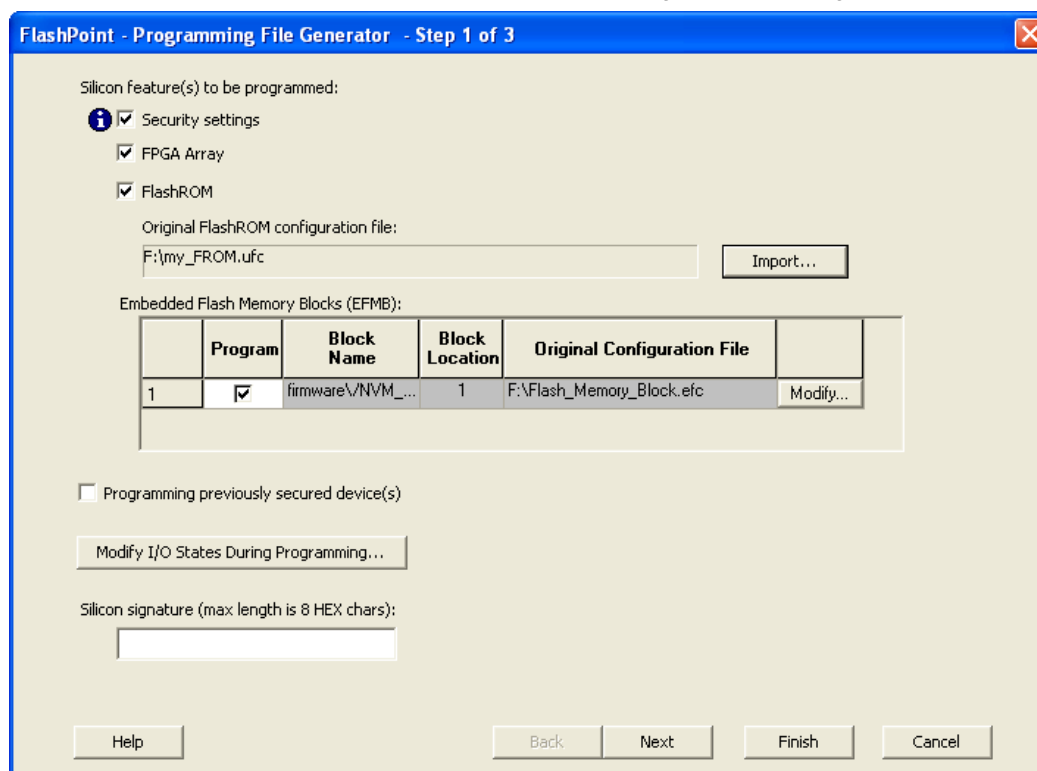 FlashPoint - Programming File Generator - Step 1 of 3
Silicon feature(s) to be programmed:
Security settings
FPGA Array
FlashROM
Original FlashROM configuration file:
F:\my_FROM.ufc
Import...
Embedded Flash Memory Blocks (EFMB):
Program Block Name Block Location Original Configuration File
1 firmware\/NVM_... 1 F:\Flash_Memory_Block.efc Modify...
Programming previously secured device(s)
Modify I/O States During Programming...
Silicon signature (max length is 8 HEX chars):
Help Back Next Finish Cancel